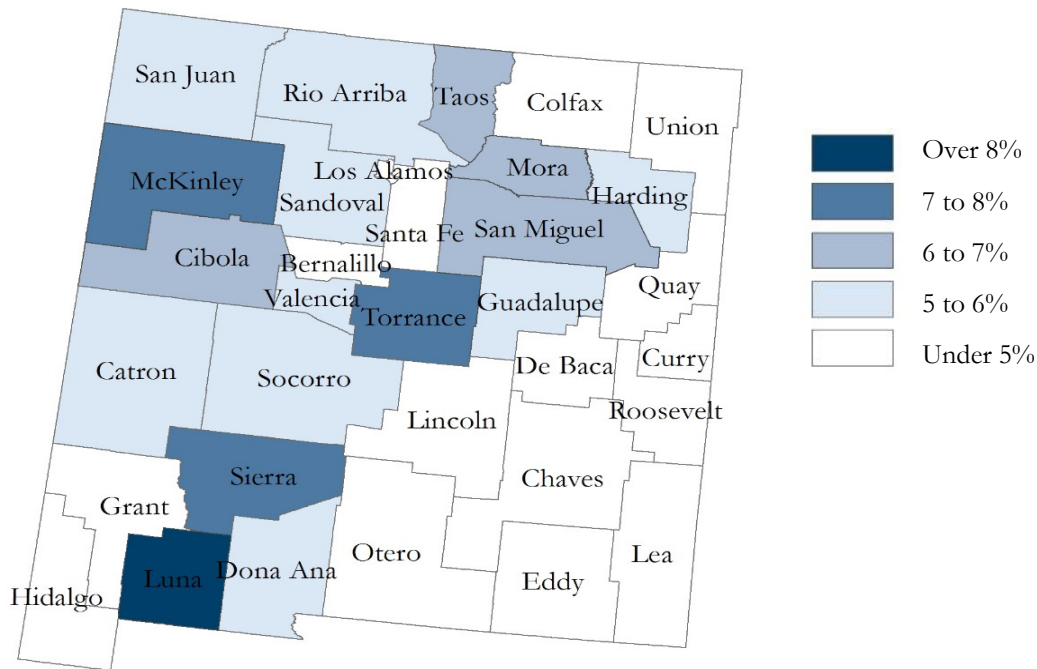 San Juan
Rio Arriba
Taos
Colfax
Union
McKinley
Los Alamos
Mora
Harding
Sandoval
Santa Fe
San Miguel
Cibola
Bernalillo
Valencia
Torrance
Guadalupe
Quay
Catron
Socorro
De Baca
Curry
Lincoln
Roosevelt
Sierra
Chaves
Grant
Luna
Dona Ana
Otero
Eddy
Lea
Hidalgo
Over 8%
7 to 8%
6 to 7%
5 to 6%
Under 5%